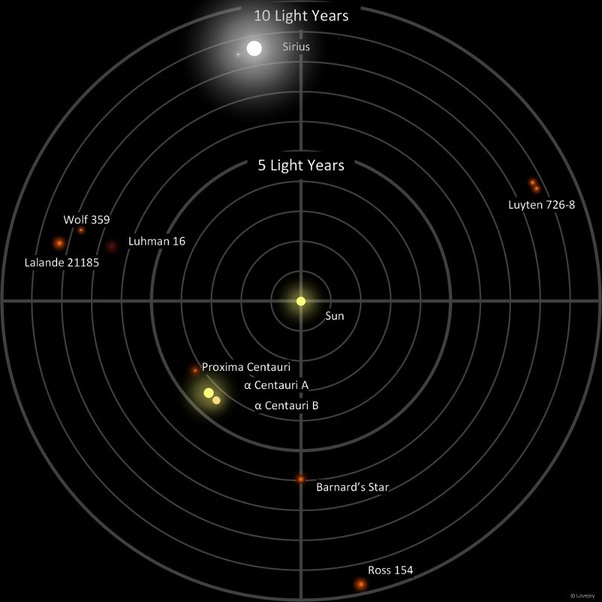 10 Light Years
Sirius
5 Light Years
Luyten 726-8
Wolf 359
Luhman 16
Lalande 21185
Sun
Proxima Centauri
α Centauri A
α Centauri B
Barnard's Star
Ross 154
© Lovejoy